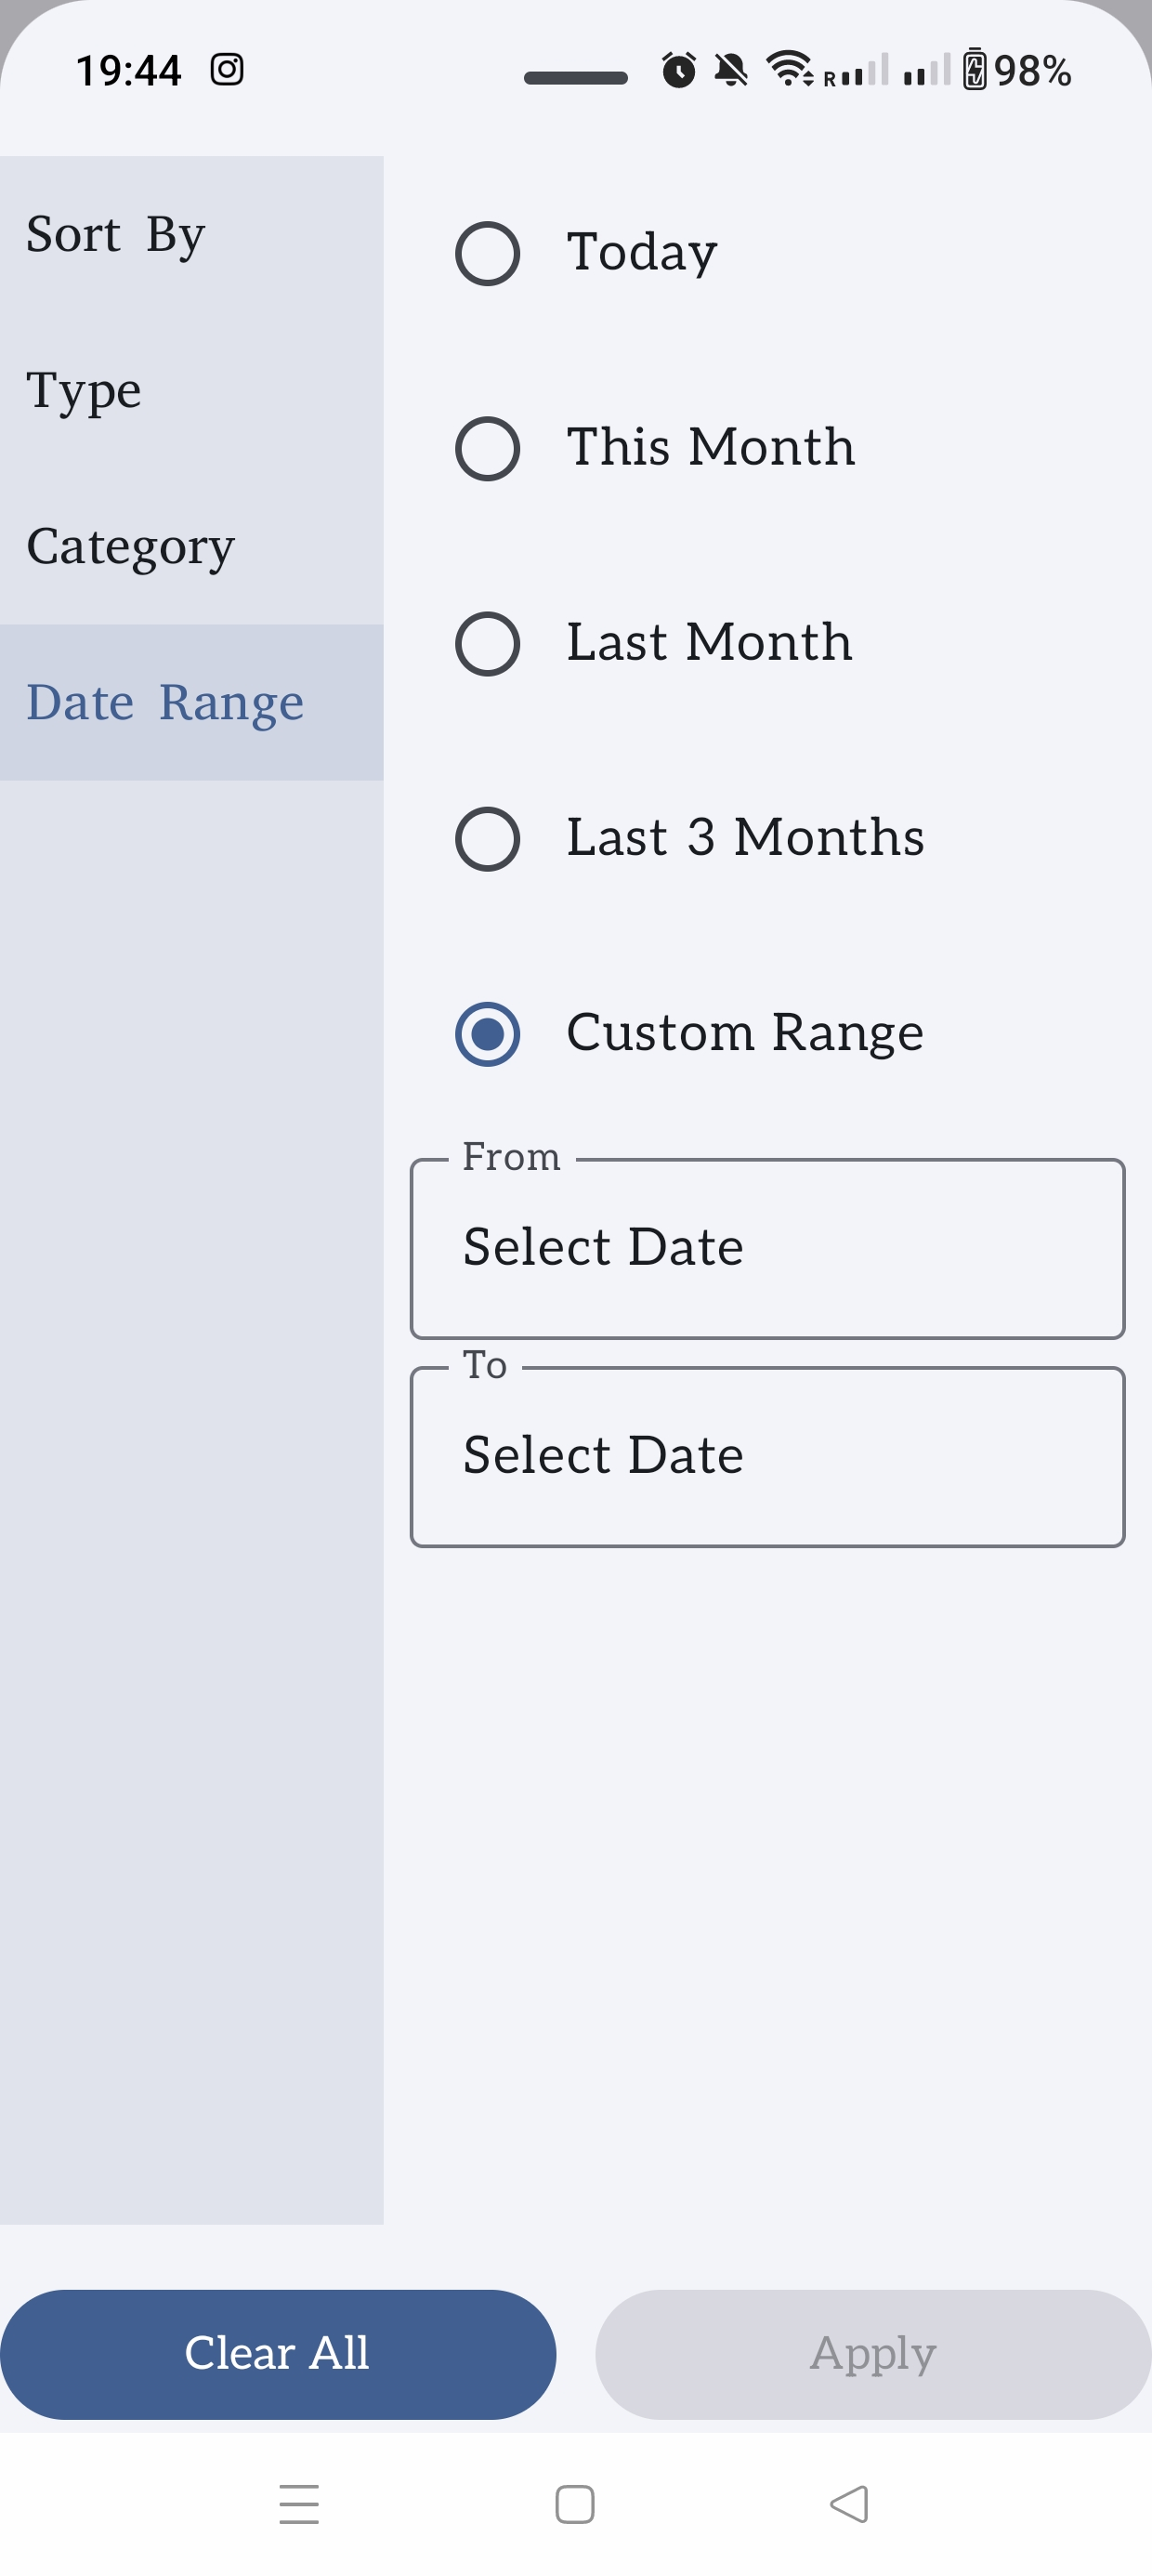 19:44
R
98%
Sort By
Type
Category
Date Range
Today
This Month
Last Month
Last 3 Months
Custom Range
From
Select Date
To
Select Date
Clear All
Apply